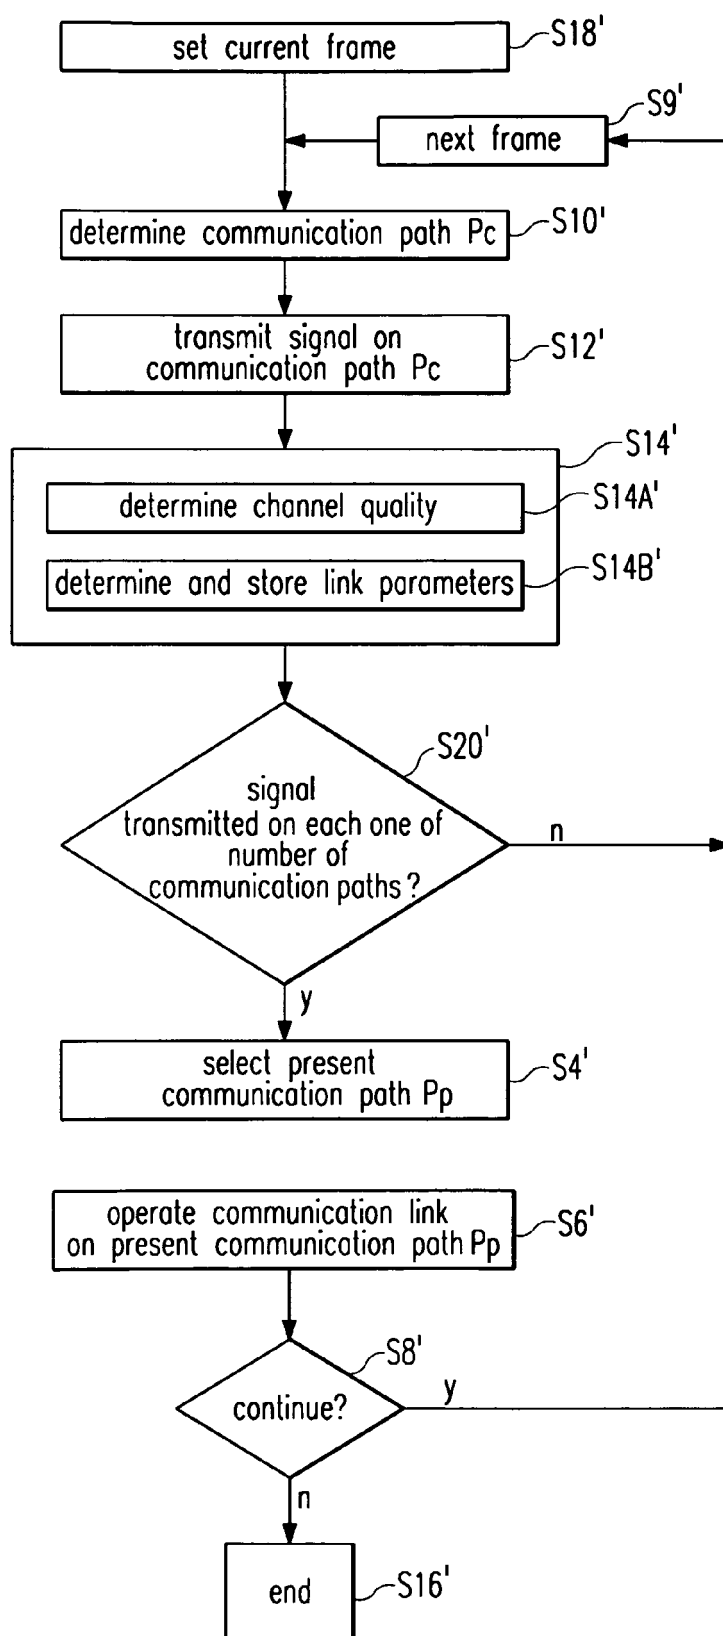 set current frame
S18'
S9'
next frame
determine communication path Pc
S10'
transmit signal on
communication path Pc
S12'
S14'
determine channel quality
S14A'
determine and store link parameters
S14B'
S20'
signal
transmitted on each one of
number of
communication paths?
n
y
select present
communication path Pp
S4'
operate communication link
on present communication path Pp
S6'
S8'
continue?
y
n
end
S16'